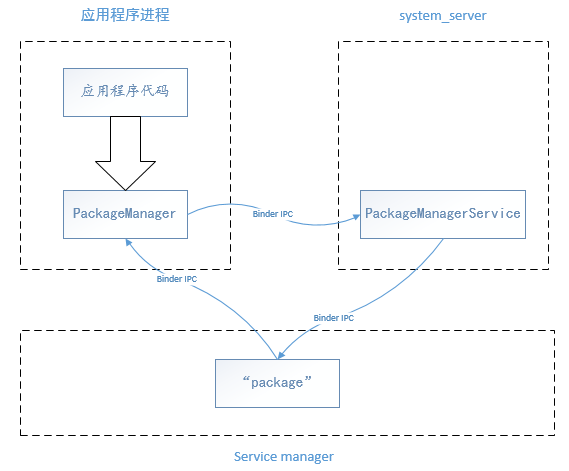 应用程序进程
system_server
应用程序代码
PackageManager
Binder IPC
PackageManagerService
Binder IPC
Binder IPC
“package”
Service manager